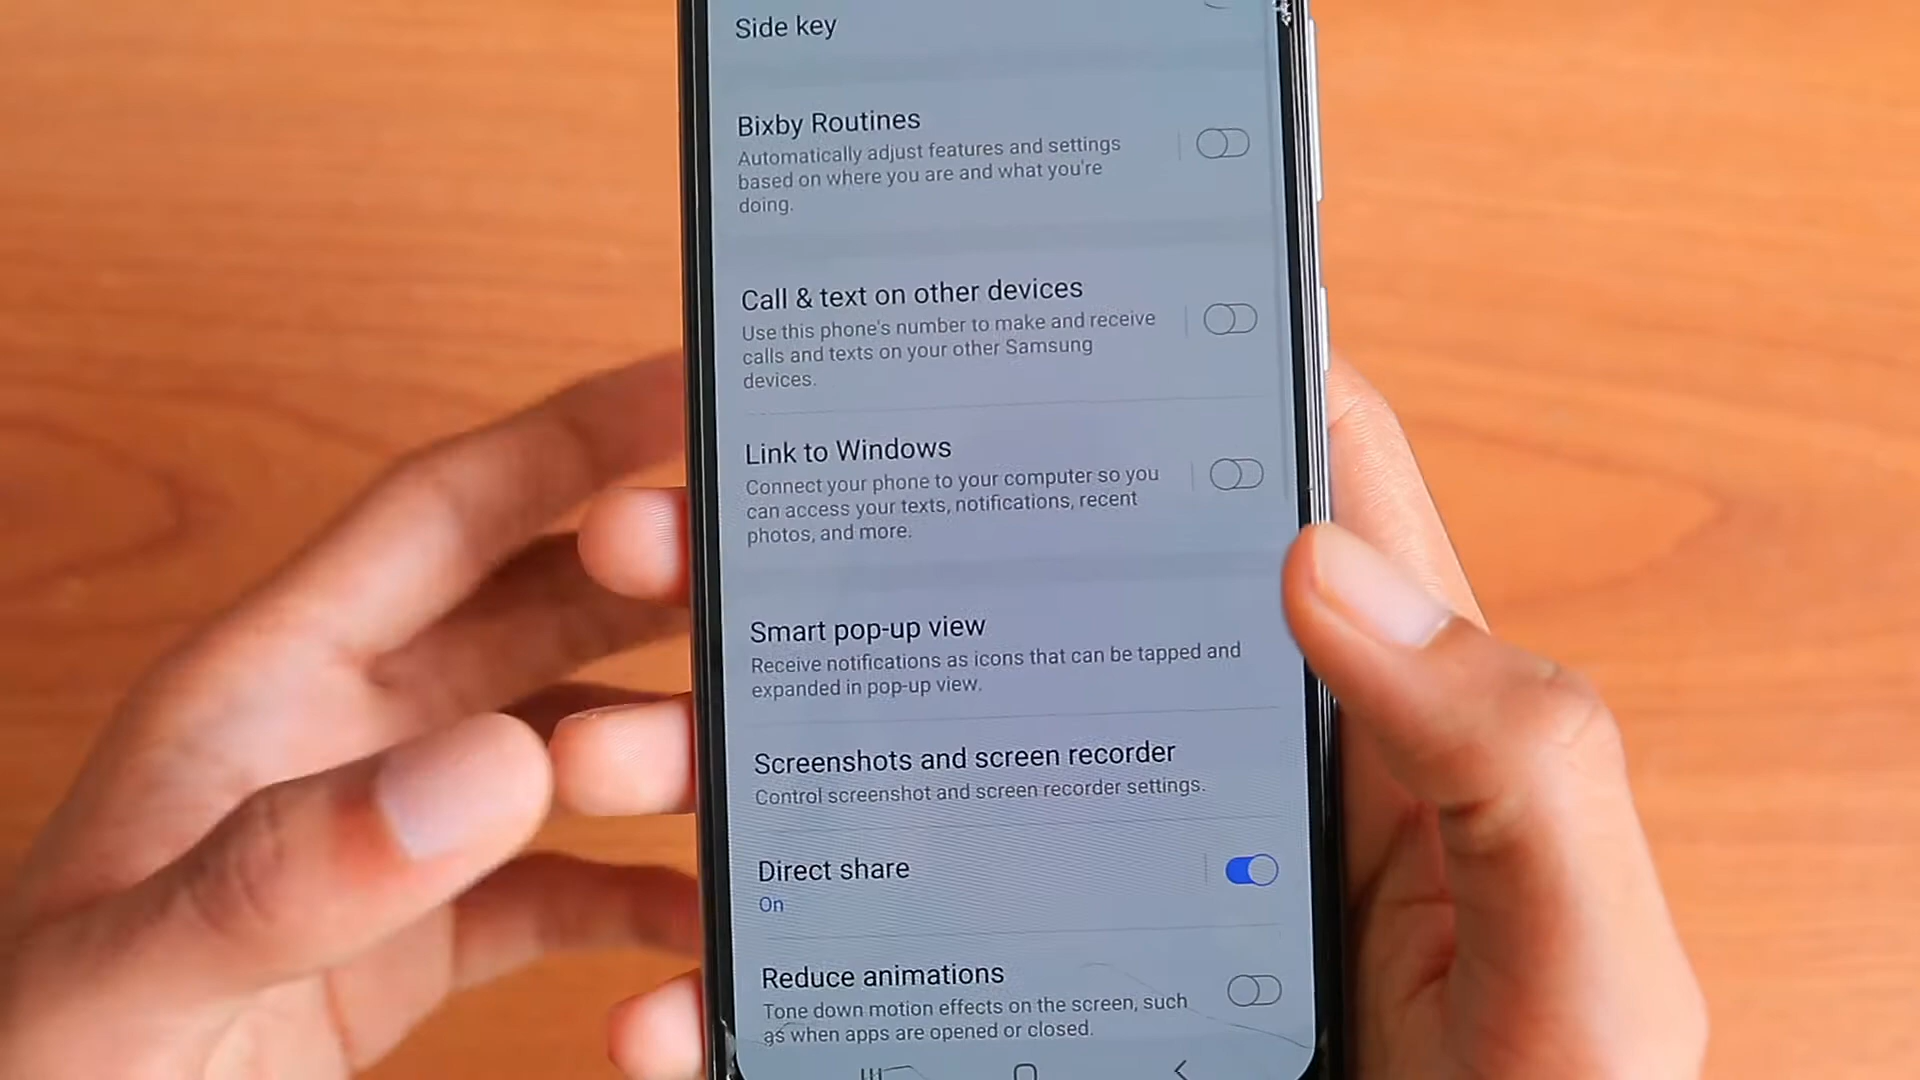 Side key
Bixby Routines
Automatically adjust features and settings
based on where you are and what you're
doing.
Call & text on other devices
Use this phone's number to make and receive
calls and texts on your other Samsung
devices.
Link to Windows
Connect your phone to your computer so you
can access your texts, notifications, recent
photos, and more.
Smart pop-up view
Receive notifications as icons that can be tapped and
expanded in pop-up view.
Screenshots and screen recorder
Control screenshot and screen recorder settings.
Direct share
On
Reduce animations
Tone down motion effects on the screen, such
as when apps are opened or closed.